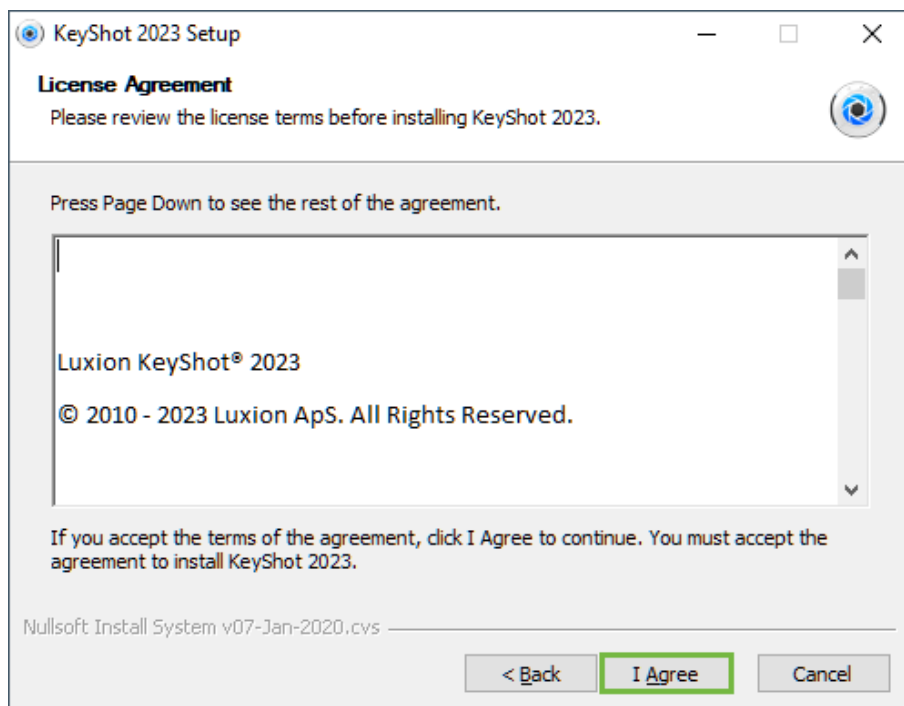 KeyShot 2023 Setup
License Agreement
Please review the license terms before installing KeyShot 2023.
Press Page Down to see the rest of the agreement.
Luxion KeyShot® 2023
© 2010 - 2023 Luxion ApS. All Rights Reserved.
If you accept the terms of the agreement, click I Agree to continue. You must accept the
agreement to install KeyShot 2023.
Nullsoft Install System v07-Jan-2020.cvs
< Back
I Agree
Cancel